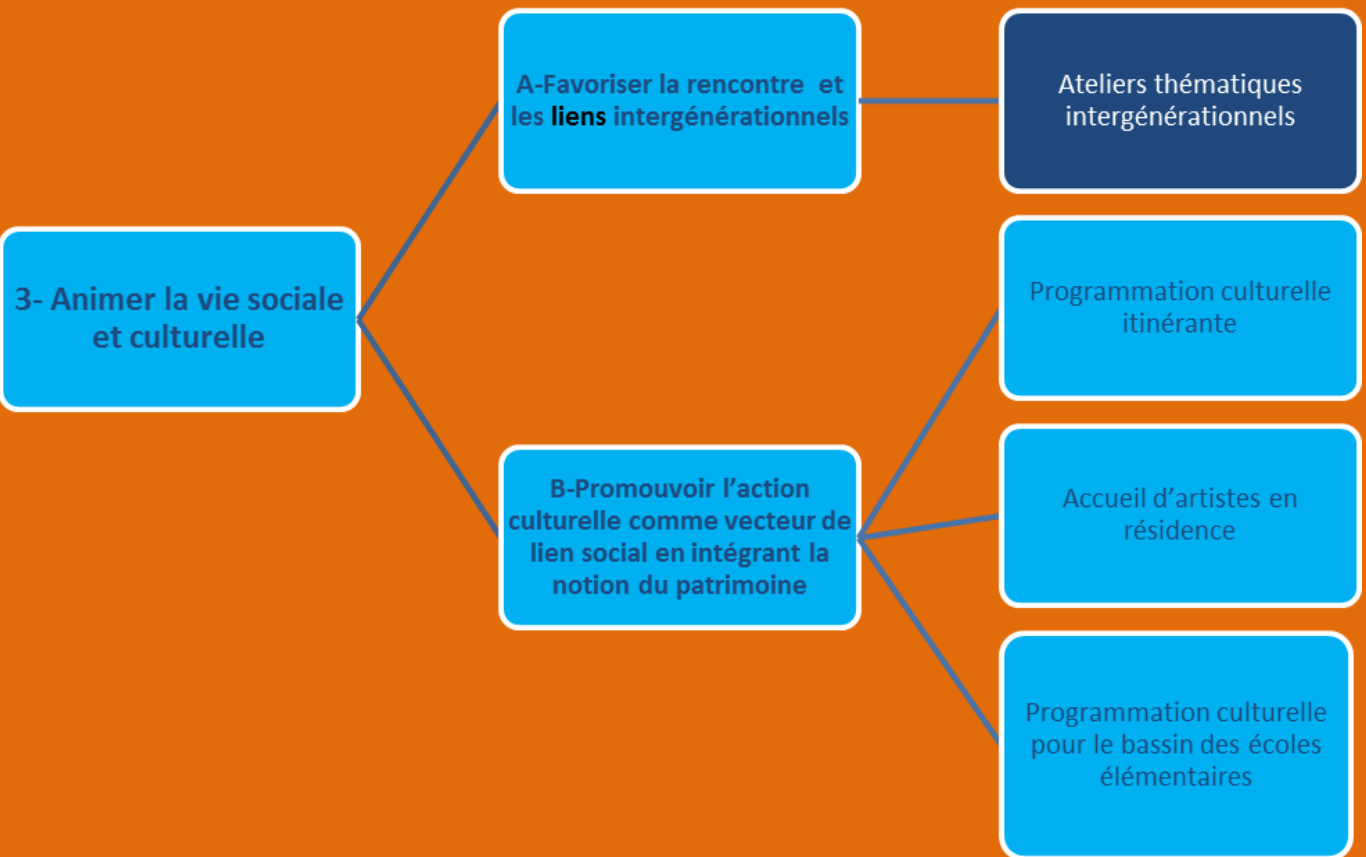 3- Animer la vie sociale
et culturelle
A-Favoriser la rencontre et
les liens intergénérationnels
Ateliers thématiques
intergénérationnels
B-Promouvoir l’action
culturelle comme vecteur de
lien social en intégrant la
notion du patrimoine
Programmation culturelle
itinérante
Accueil d’artistes en
résidence
Programmation culturelle
pour le bassin des écoles
élémentaires